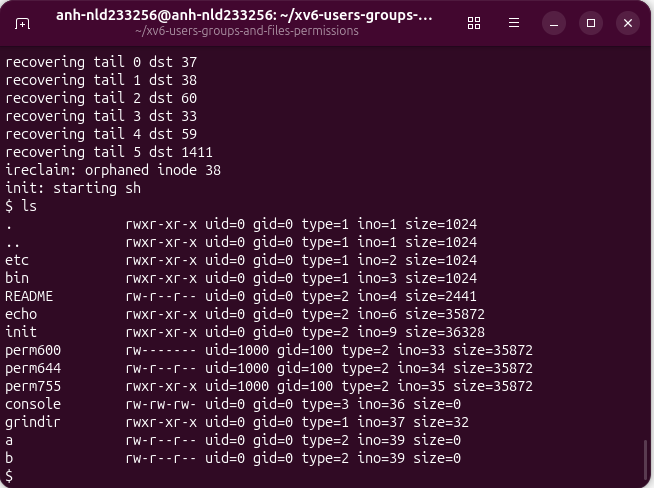 anh-nld233256@anh-nld233256: ~/xv6-users-groups-...
~/xv6-users-groups-and-files-permissions
recovering tail 0 dst 37
recovering tail 1 dst 38
recovering tail 2 dst 60
recovering tail 3 dst 33
recovering tail 4 dst 59
recovering tail 5 dst 1411
ireclaim: orphaned inode 38
init: starting sh
$ ls
.              rwxr-xr-x uid=0 gid=0 type=1 ino=1 size=1024
..             rwxr-xr-x uid=0 gid=0 type=1 ino=1 size=1024
etc            rwxr-xr-x uid=0 gid=0 type=1 ino=2 size=1024
bin            rwxr-xr-x uid=0 gid=0 type=1 ino=3 size=1024
README         rw-r--r-- uid=0 gid=0 type=2 ino=4 size=2441
echo           rwxr-xr-x uid=0 gid=0 type=2 ino=6 size=35872
init           rwxr-xr-x uid=0 gid=0 type=2 ino=9 size=36328
perm600        rw------- uid=1000 gid=100 type=2 ino=33 size=35872
perm644        rw-r--r-- uid=1000 gid=100 type=2 ino=34 size=35872
perm755        rwxr-xr-x uid=1000 gid=100 type=2 ino=35 size=35872
console        rw-rw-rw- uid=0 gid=0 type=3 ino=36 size=0
grindir        rwxr-xr-x uid=0 gid=0 type=1 ino=37 size=32
a              rw-r--r-- uid=0 gid=0 type=2 ino=39 size=0
b              rw-r--r-- uid=0 gid=0 type=2 ino=39 size=0
$